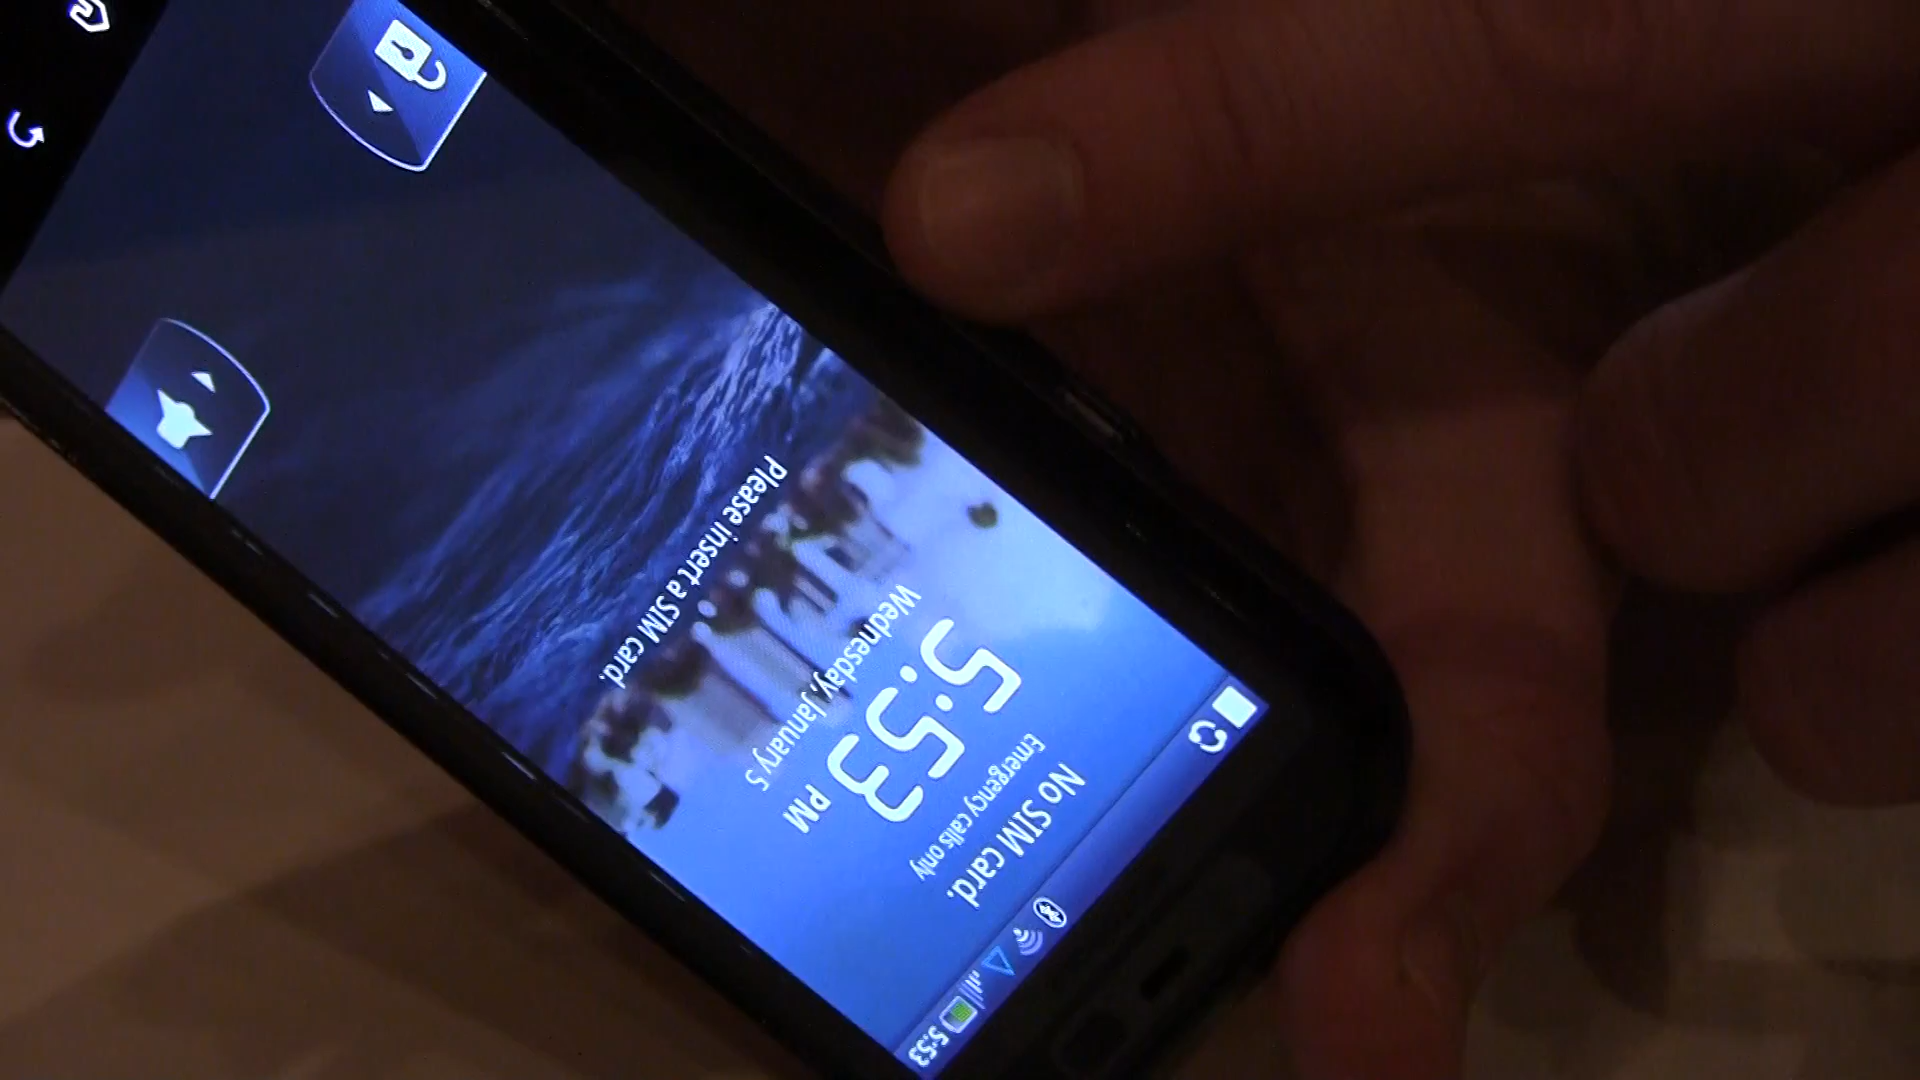 5:53
No SIM card.
Emergency calls only
5:53 PM
Wednesday, January 5
Please insert a SIM card.